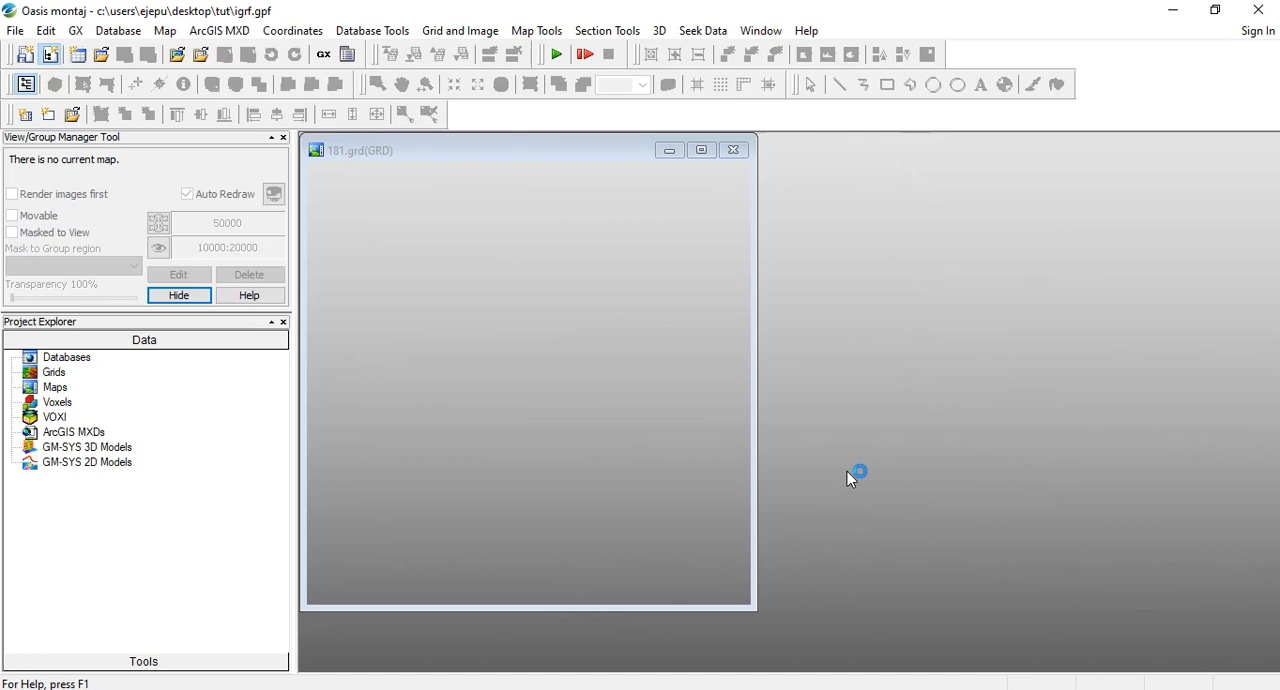 Oasis montaj - c:\users\ejepu\desktop\tut\igrf.gpf
File Edit GX Database Map ArcGIS MXD Coordinates Database Tools Grid and Image Map Tools Section Tools 3D Seek Data Window Help Sign In
GX
View/Group Manager Tool
There is no current map.
Render images first Auto Redraw
Movable 50000
Masked to View
Mask to Group region 10000:20000
Transparency 100% Edit Delete
Hide Help
Project Explorer
Data
Databases
Grids
Maps
Voxels
VOXI
ArcGIS MXDs
GM-SYS 3D Models
GM-SYS 2D Models
Tools
181.grd(GRD)
For Help, press F1